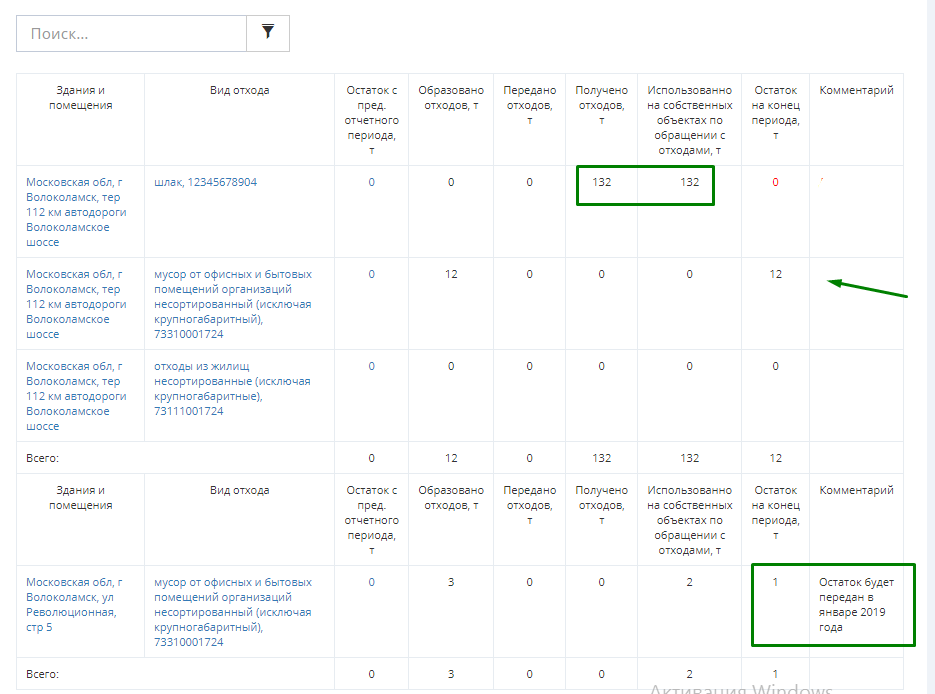 Поиск...
Здания и помещения
Вид отхода
Остаток с пред. отчетного периода, т
Образовано отходов, т
Передано отходов, т
Получено отходов, т
Использованно на собственных объектах по обращении с отходами, т
Остаток на конец периода, т
Комментарий
Московская обл, г Волоколамск, тер 112 км автодороги Волоколамское шоссе
шлак, 12345678904
0
0
0
132
132
0
Московская обл, г Волоколамск, тер 112 км автодороги Волоколамское шоссе
мусор от офисных и бытовых помещений организаций несортированный (исключая крупногабаритный), 73310001724
0
12
0
0
0
12
Московская обл, г Волоколамск, тер 112 км автодороги Волоколамское шоссе
отходы из жилищ несортированные (исключая крупногабаритные), 73111001724
0
0
0
0
0
0
Всего:
0
12
0
132
132
12
Здания и помещения
Вид отхода
Остаток с пред. отчетного периода, т
Образовано отходов, т
Передано отходов, т
Получено отходов, т
Использованно на собственных объектах по обращении с отходами, т
Остаток на конец периода, т
Комментарий
Московская обл, г Волоколамск, ул Революционная, стр 5
мусор от офисных и бытовых помещений организаций несортированный (исключая крупногабаритный), 73310001724
0
3
0
0
2
1
Остаток будет передан в январе 2019 года
Всего:
0
3
0
0
2
1
Активация Windows